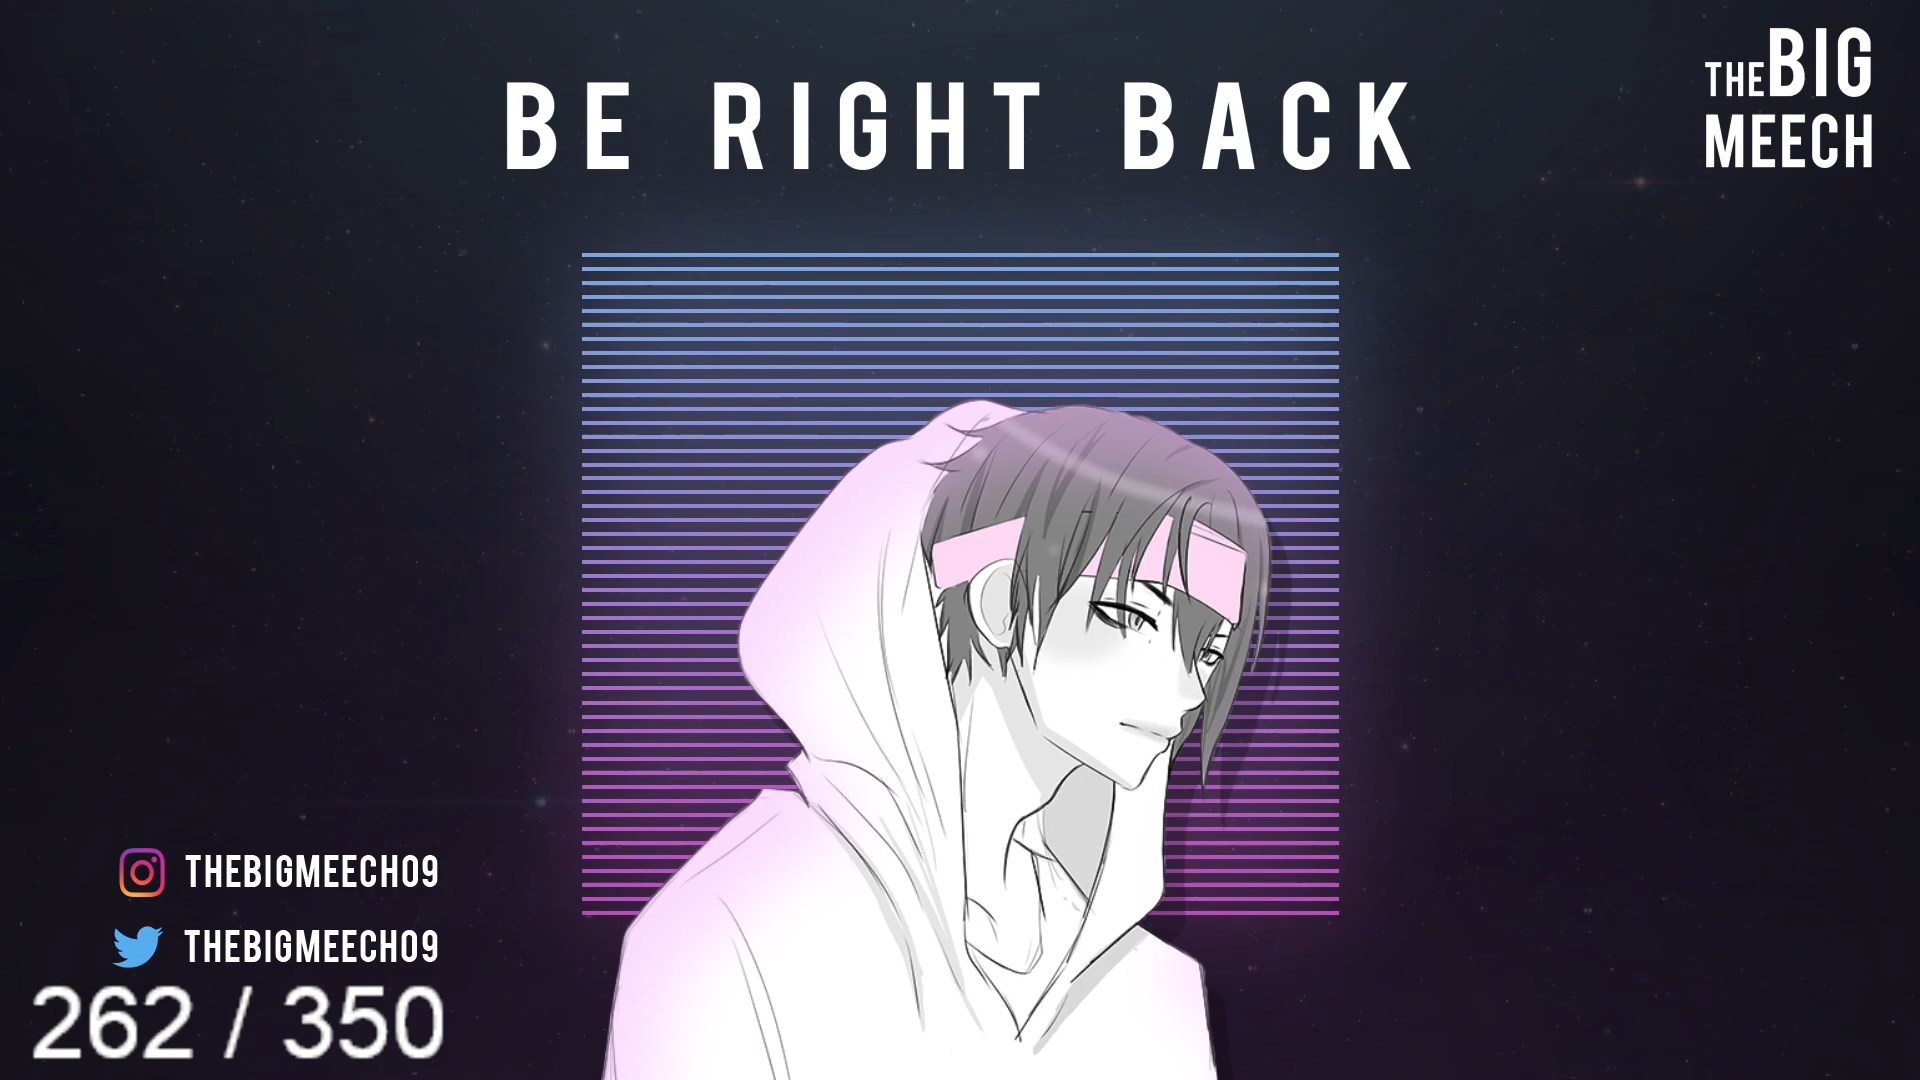 BE RIGHT BACK
THE BIG
MEECH
THEBIGMEECH09
THEBIGMEECH09
262 / 350